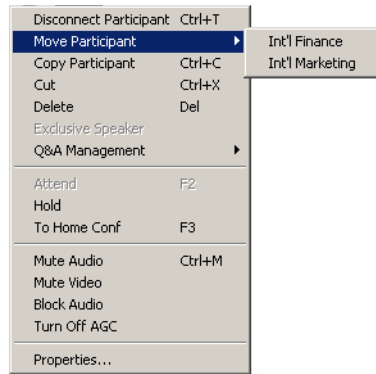 Disconnect Participant Ctrl+T
Move Participant
Int'l Finance
Copy Participant Ctrl+C
Int'l Marketing
Cut Ctrl+X
Delete Del
Exclusive Speaker
Q&A Management
Attend F2
Hold
To Home Conf F3
Mute Audio Ctrl+M
Mute Video
Block Audio
Turn Off AGC
Properties...